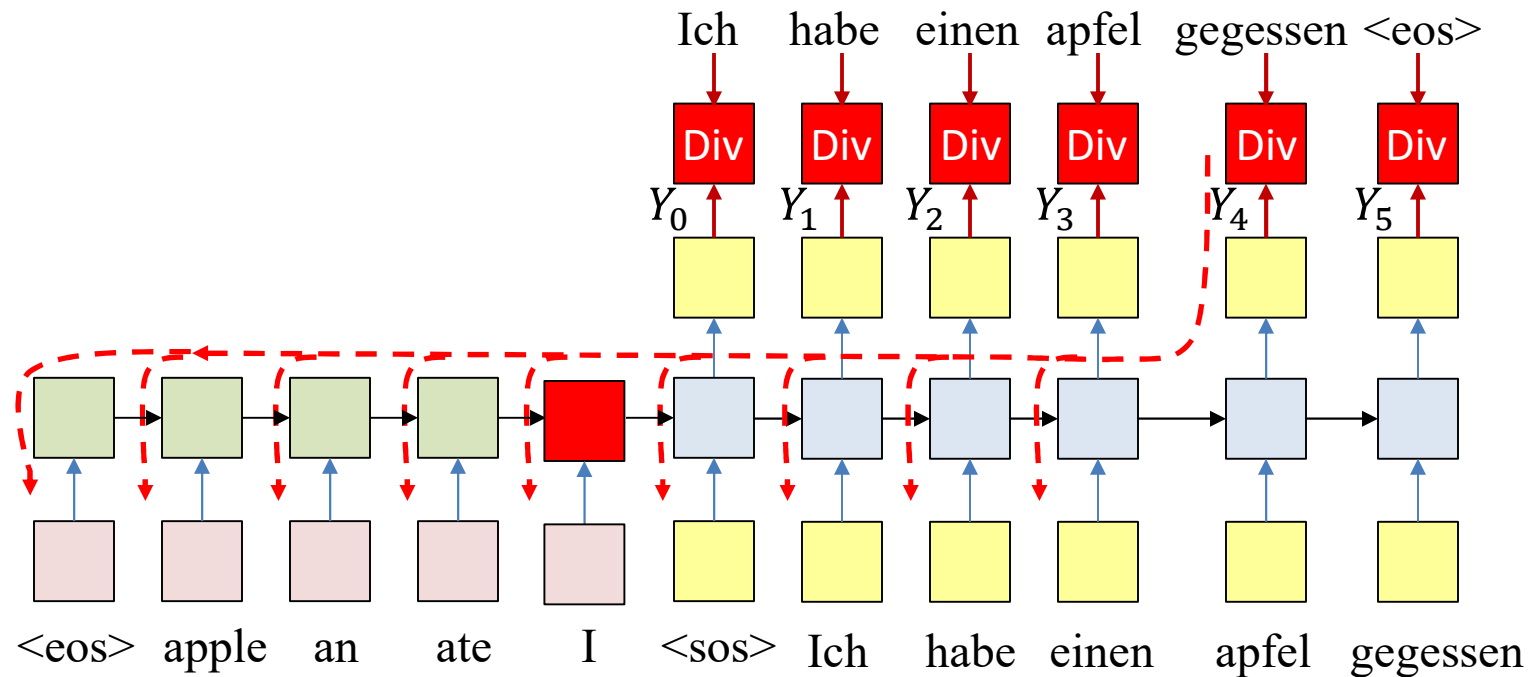 Ich habe einen apfel gegessen <eos>
Div Div Div Div Div Div
Y₀ Y₁ Y₂ Y₃ Y₄ Y₅
<eos> apple an ate I <sos> Ich habe einen apfel gegessen